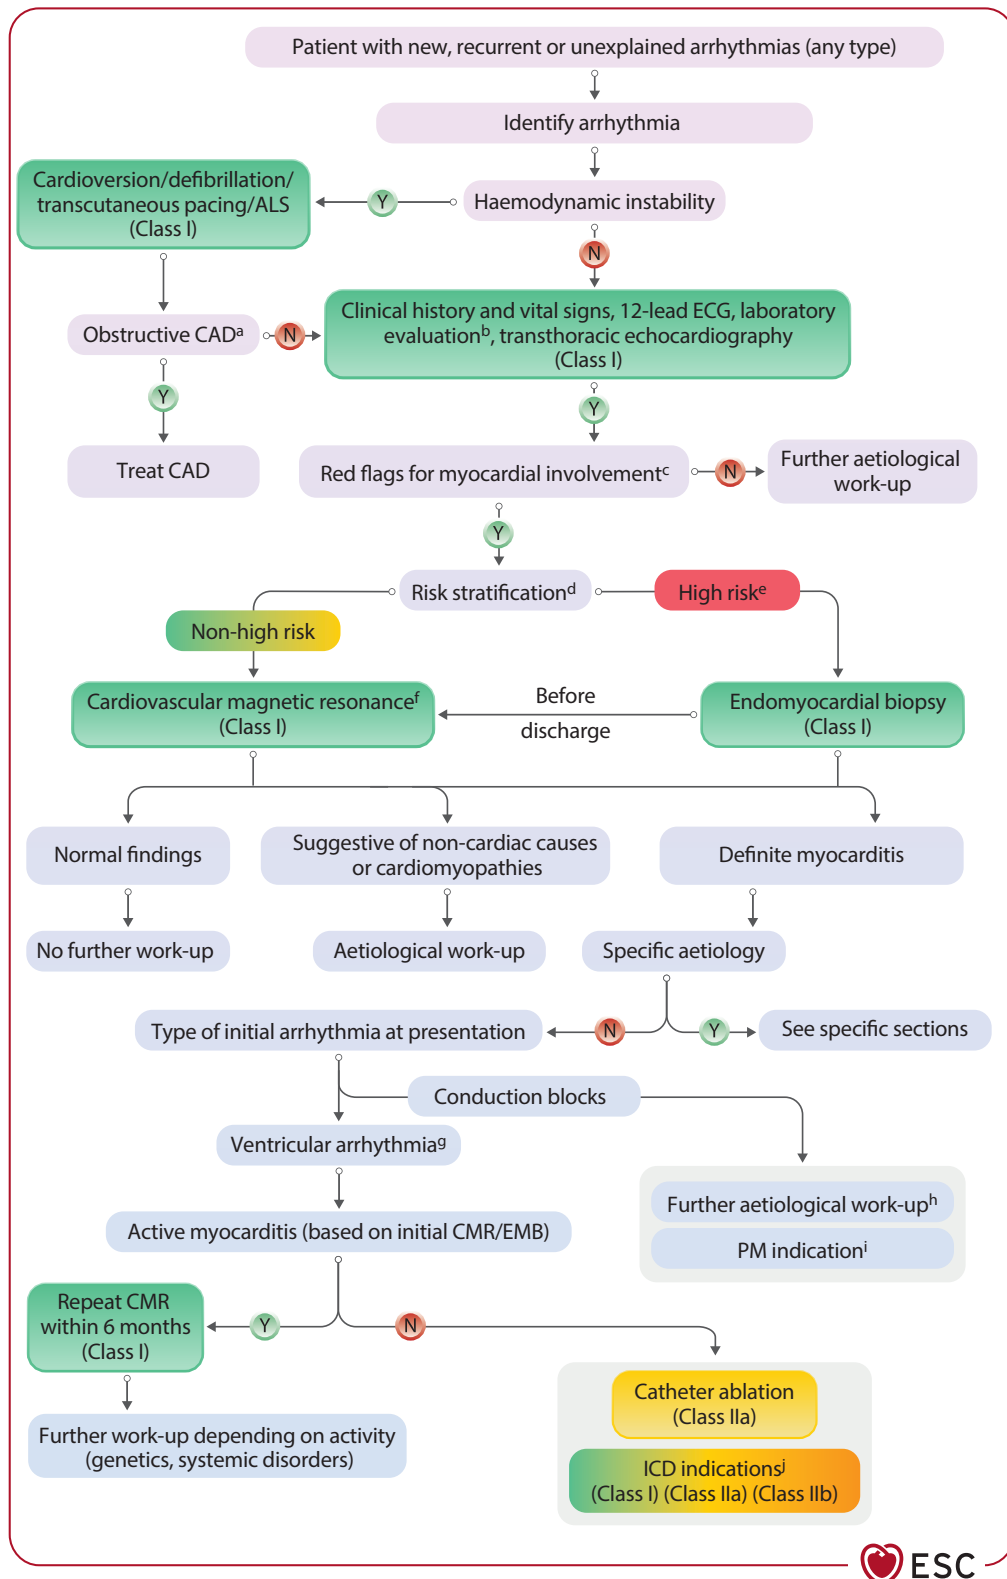 Patient with new, recurrent or unexplained arrhythmias (any type)
Identify arrhythmia
Cardioversion/defibrillation/
transcutaneous pacing/ALS
(Class I)
Y
Haemodynamic instability
N
Clinical history and vital signs, 12-lead ECG, laboratory
evaluationᵇ, transthoracic echocardiography
(Class I)
Obstructive CADᵃ
N
Y
Y
Treat CAD
Red flags for myocardial involvementᶜ
N
Further aetiological
work-up
Y
Risk stratificationᵈ
High riskᵉ
Non-high risk
Cardiovascular magnetic resonanceᶠ
(Class I)
Before
discharge
Endomyocardial biopsy
(Class I)
Normal findings
Suggestive of non-cardiac causes
or cardiomyopathies
Definite myocarditis
No further work-up
Aetiological work-up
Specific aetiology
Type of initial arrhythmia at presentation
N
Y
See specific sections
Conduction blocks
Ventricular arrhythmiaᵍ
Further aetiological work-upʰ
PM indicationⁱ
Active myocarditis (based on initial CMR/EMB)
Repeat CMR
within 6 months
(Class I)
Y
N
Catheter ablation
(Class IIa)
Further work-up depending on activity
(genetics, systemic disorders)
ICD indicationsʲ
(Class I) (Class IIa) (Class IIb)
ESC